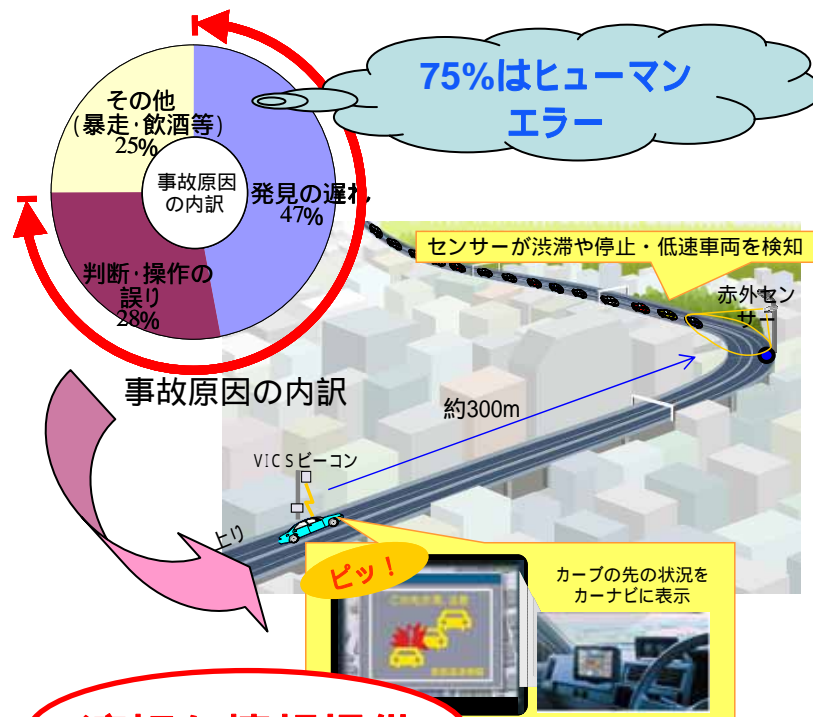 75%はヒューマン
エラー
その他
(暴走・飲酒等)
25%
事故原因
の内訳
発見の遅れ
47%
判断・操作の
誤り
28%
事故原因の内訳
センサーが渋滞や停止・低速車両を検知
赤外セン
サー
約300m
VICSビーコン
上り
ピッ！
カーブの先の状況を
カーナビに表示